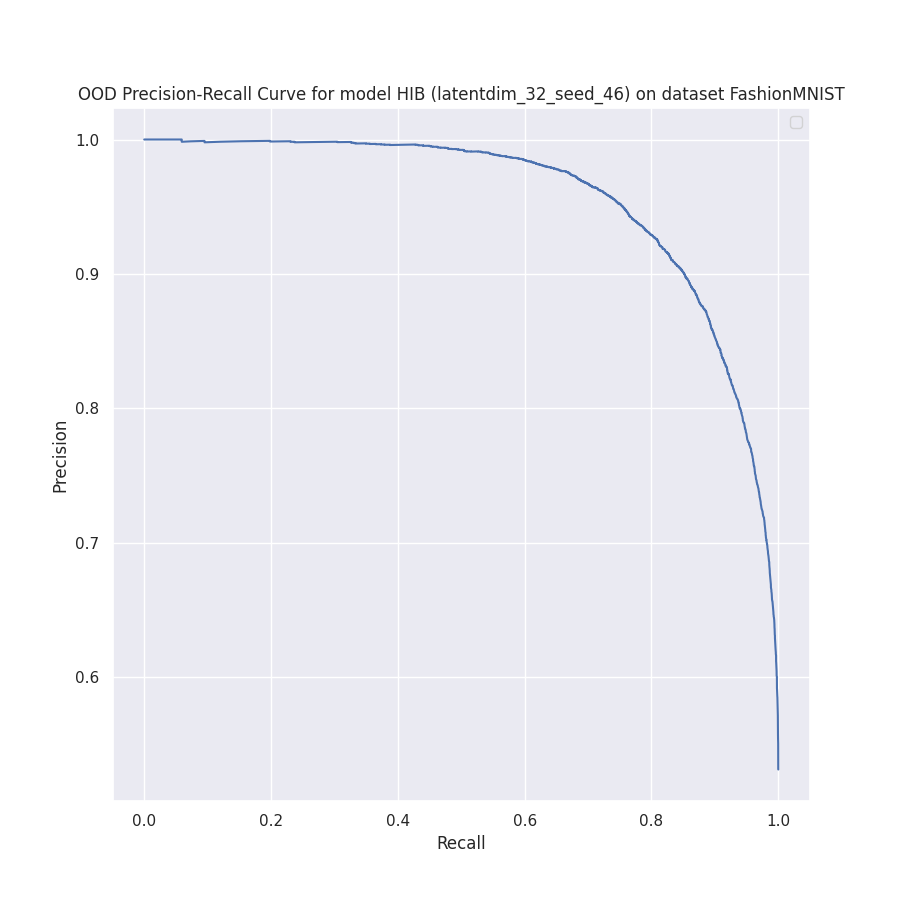 OOD Precision-Recall Curve for model HIB (latentdim_32_seed_46) on dataset FashionMNIST
1.0
0.9
0.8
0.7
0.6
Precision
0.0 0.2 0.4 0.6 0.8 1.0
Recall